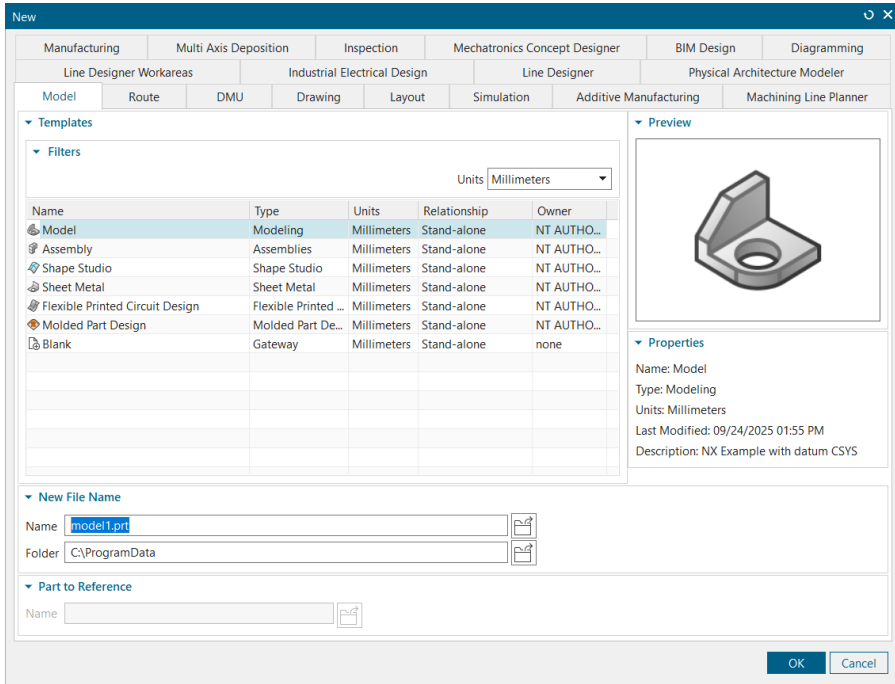 New
Manufacturing Multi Axis Deposition Inspection Mechatronics Concept Designer BIM Design Diagramming
Line Designer Workareas Industrial Electrical Design Line Designer Physical Architecture Modeler
Model Route DMU Drawing Layout Simulation Additive Manufacturing Machining Line Planner
Templates
Filters
Units Millimeters
Name Type Units Relationship Owner
Model Modeling Millimeters Stand-alone NT AUTHO...
Assembly Assemblies Millimeters Stand-alone NT AUTHO...
Shape Studio Shape Studio Millimeters Stand-alone NT AUTHO...
Sheet Metal Sheet Metal Millimeters Stand-alone NT AUTHO...
Flexible Printed Circuit Design Flexible Printed ... Millimeters Stand-alone NT AUTHO...
Molded Part Design Molded Part De... Millimeters Stand-alone NT AUTHO...
Blank Gateway Millimeters Stand-alone none
Preview
Properties
Name: Model
Type: Modeling
Units: Millimeters
Last Modified: 09/24/2025 01:55 PM
Description: NX Example with datum CSYS
New File Name
Name model1.prt
Folder C:\ProgramData
Part to Reference
Name
OK Cancel